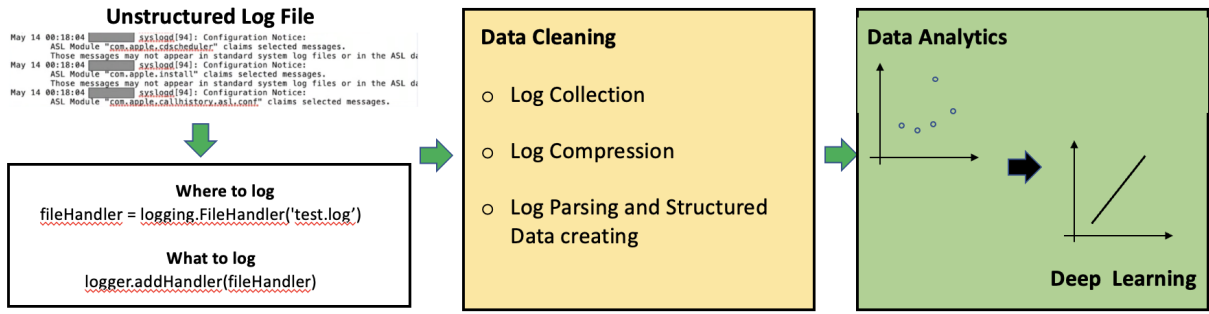 Unstructured Log File
May 14 00:18:04 syslogd[94]: Configuration Notice:
ASL Module "com.apple.cdscheduler" claims selected messages.
Those messages may not appear in standard system log files or in the ASL da
May 14 00:18:04 syslogd[94]: Configuration Notice:
ASL Module "com.apple.install" claims selected messages.
Those messages may not appear in standard system log files or in the ASL da
May 14 00:18:04 syslogd[94]: Configuration Notice:
ASL Module "com.apple.callhistory.asl.conf" claims selected messages.
Where to log
fileHandler = logging.FileHandler('test.log’)
What to log
logger.addHandler(fileHandler)
Data Cleaning
o Log Collection
o Log Compression
o Log Parsing and Structured
Data creating
Data Analytics
Deep Learning